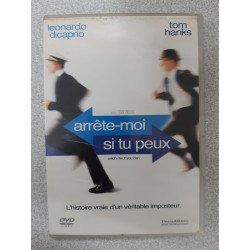 leonardo dicaprio
tom hanks
arrête-moi
si tu peux
L'histoire vraie d'un véritable imposteur.
DVD